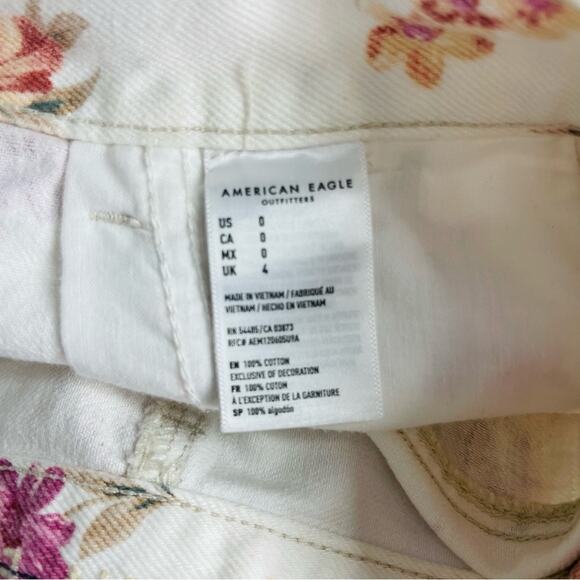 AMERICAN EAGLE
OUTFITTERS
US 0
CA 0
MX 0
UK 4
MADE IN VIETNAM / FABRIQUÉ AU
VIETNAM / HECHO EN VIETNAM
RN 54485/CA 03873
RFC# AEM120605U9A
EN 100% COTTON
EXCLUSIVE OF DECORATION
FR 100% COTON
À L'EXCEPTION DE LA GARNITURE
SP 100% algodón